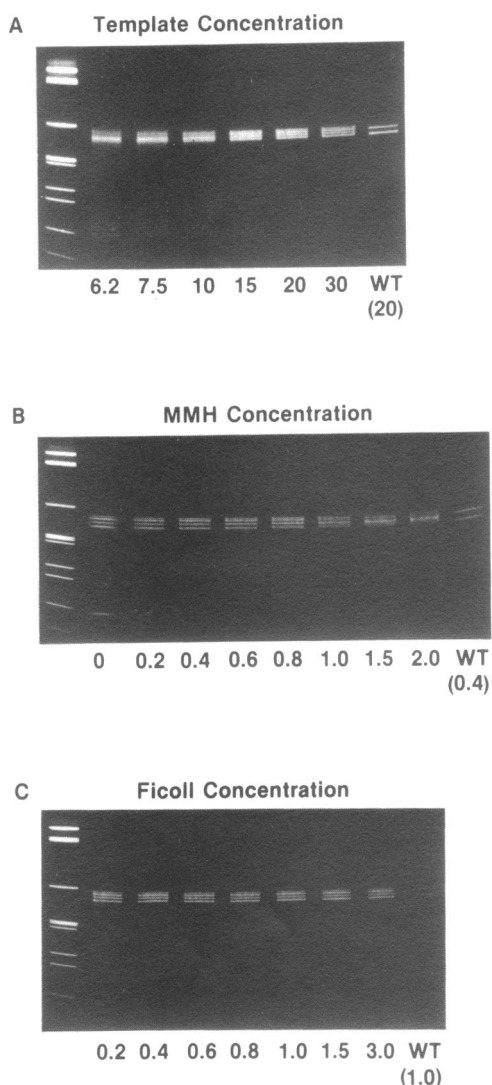 A Template Concentration
6.2 7.5 10 15 20 30 WT
(20)
B MMH Concentration
0 0.2 0.4 0.6 0.8 1.0 1.5 2.0 WT
(0.4)
C Ficoll Concentration
0.2 0.4 0.6 0.8 1.0 1.5 3.0 WT
(1.0)